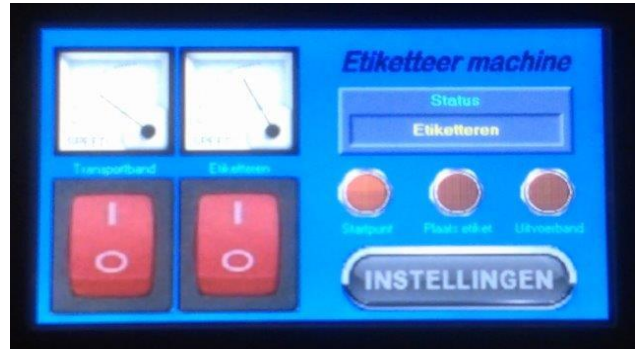 Etiketteer machine
Status
Etiketteren
Transportband
Etiketteren
Startpunt
Plaats etiket
Uitvoerband
I
I
O
O
INSTELLINGEN